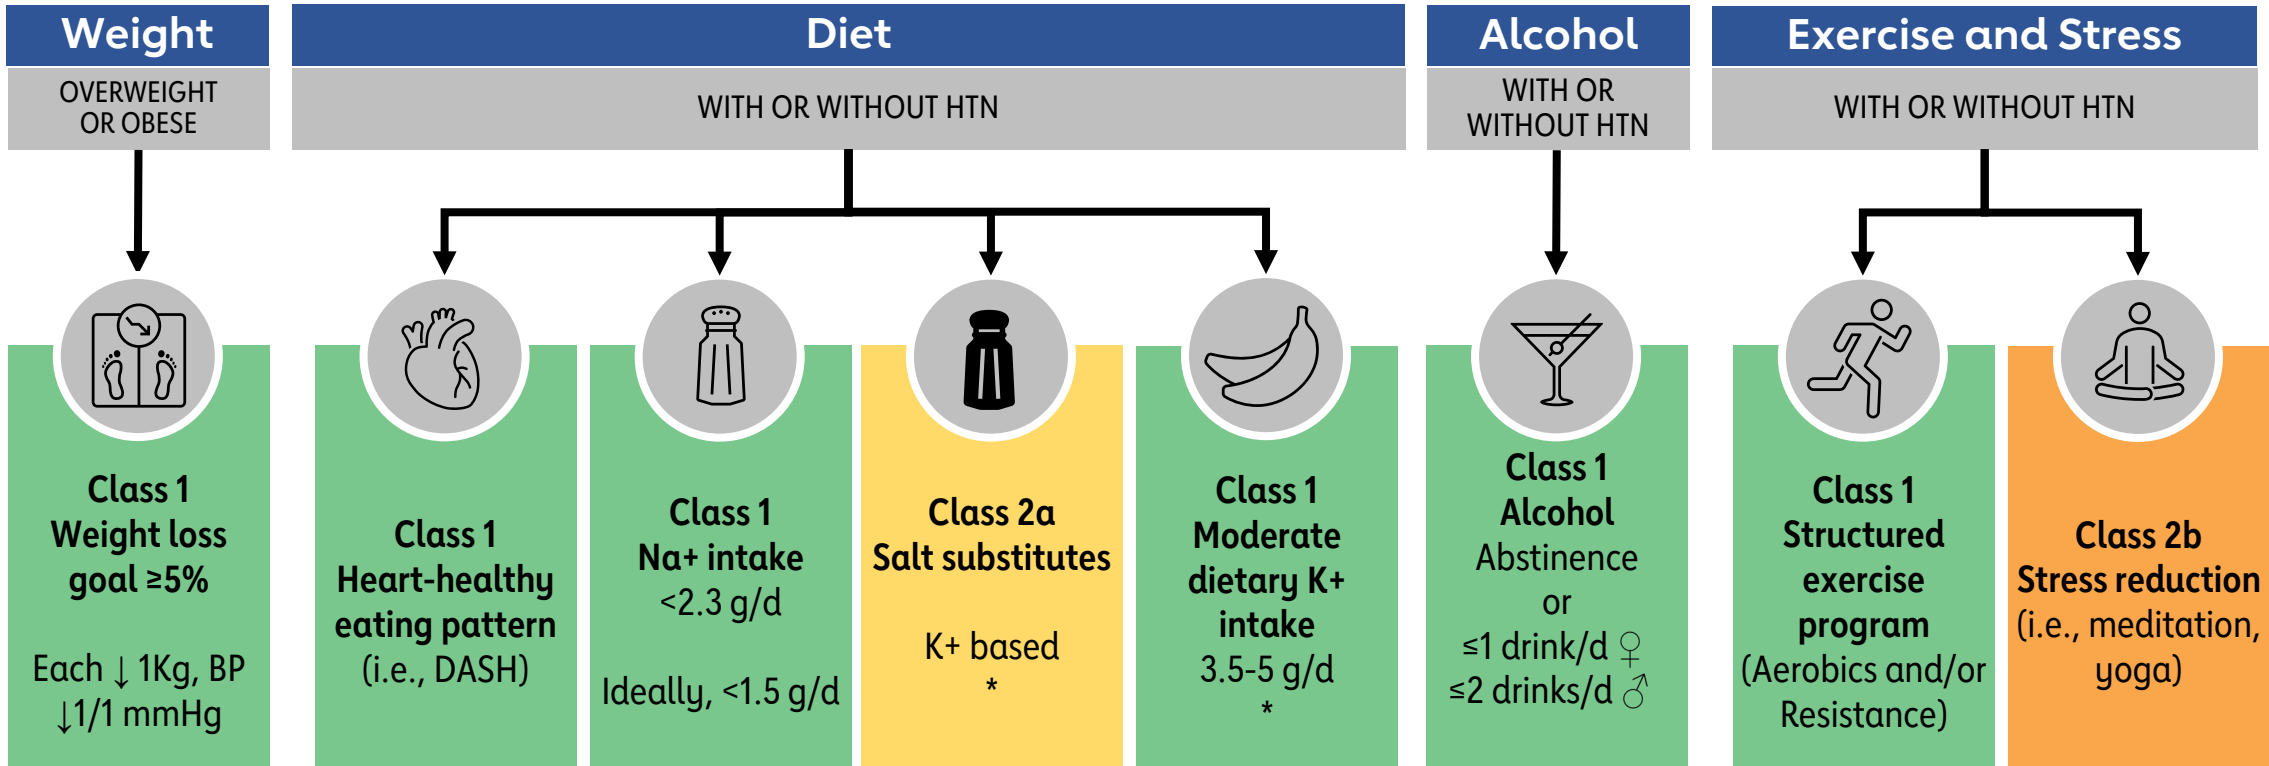 Weight
OVERWEIGHT
OR OBESE
Class 1
Weight loss
goal ≥5%
Each ↓ 1Kg, BP
↓1/1 mmHg
Diet
WITH OR WITHOUT HTN
Class 1
Heart-healthy
eating pattern
(i.e., DASH)
Class 1
Na+ intake
<2.3 g/d
Ideally, <1.5 g/d
Class 2a
Salt substitutes
K+ based
*
Class 1
Moderate
dietary K+
intake
3.5-5 g/d
*
Alcohol
WITH OR
WITHOUT HTN
Class 1
Alcohol
Abstinence
or
≤1 drink/d ♀
≤2 drinks/d ♂
Exercise and Stress
WITH OR WITHOUT HTN
Class 1
Structured
exercise
program
(Aerobics and/or
Resistance)
Class 2b
Stress reduction
(i.e., meditation,
yoga)